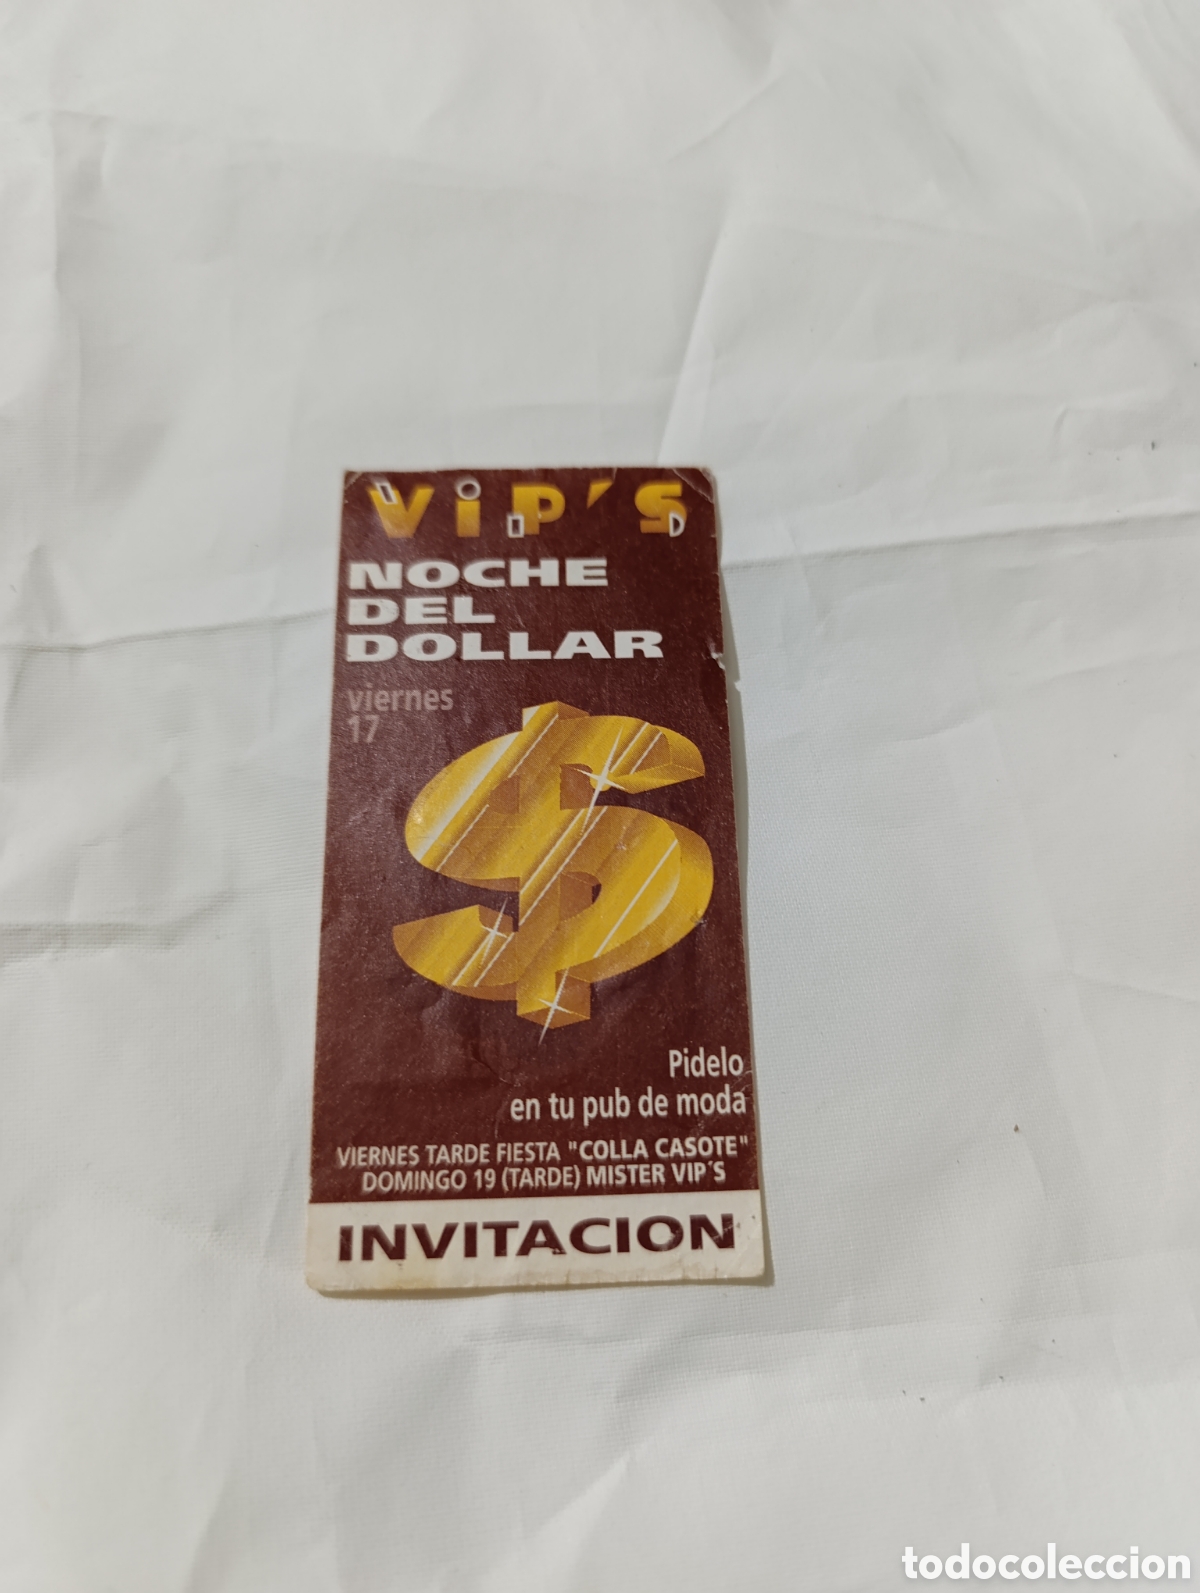 ViP´S
NOCHE
DEL
DOLLAR
viernes
17
Pidelo
en tu pub de moda
VIERNES TARDE FIESTA "COLLA CASOTE"
DOMINGO 19 (TARDE) MISTER VIP´S
INVITACION
todocoleccion